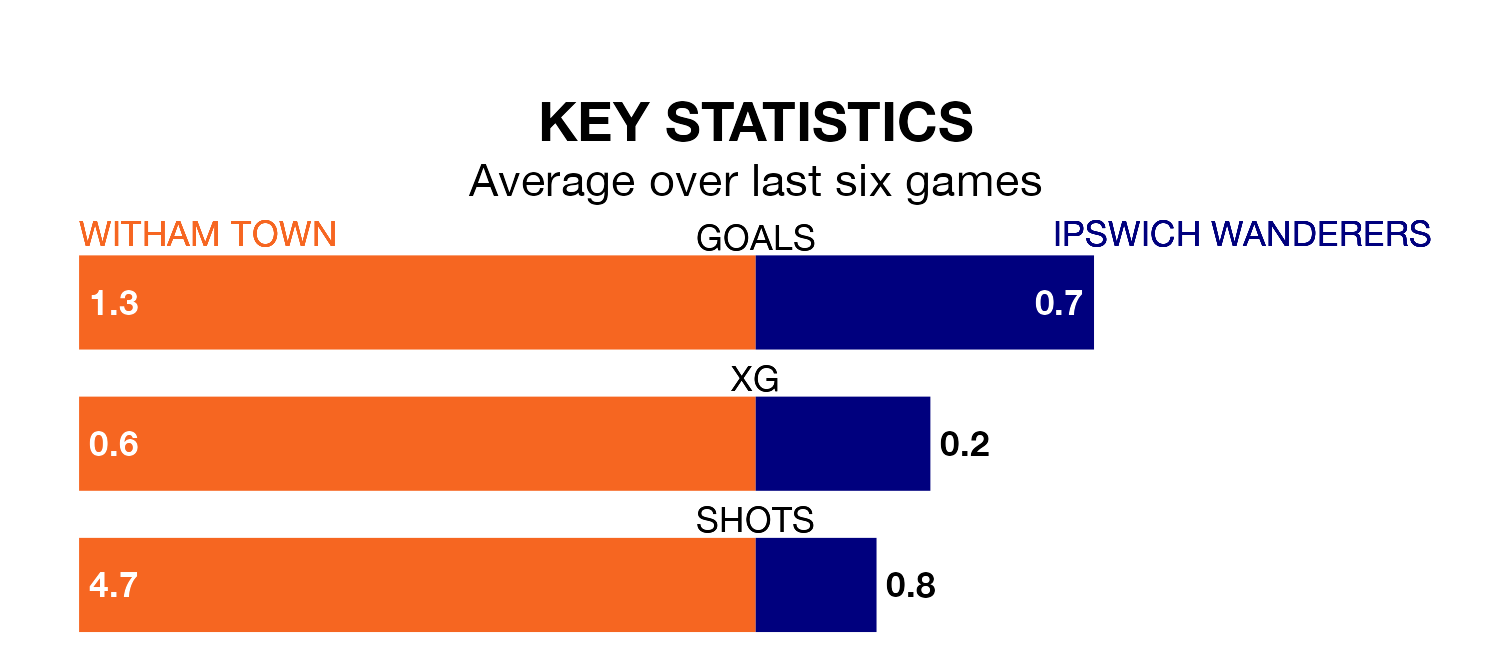 KEY STATISTICS
Average over last six games
WITHAM TOWN GOALS IPSWICH WANDERERS
1.3 0.7
XG
0.6 0.2
SHOTS
4.7 0.8